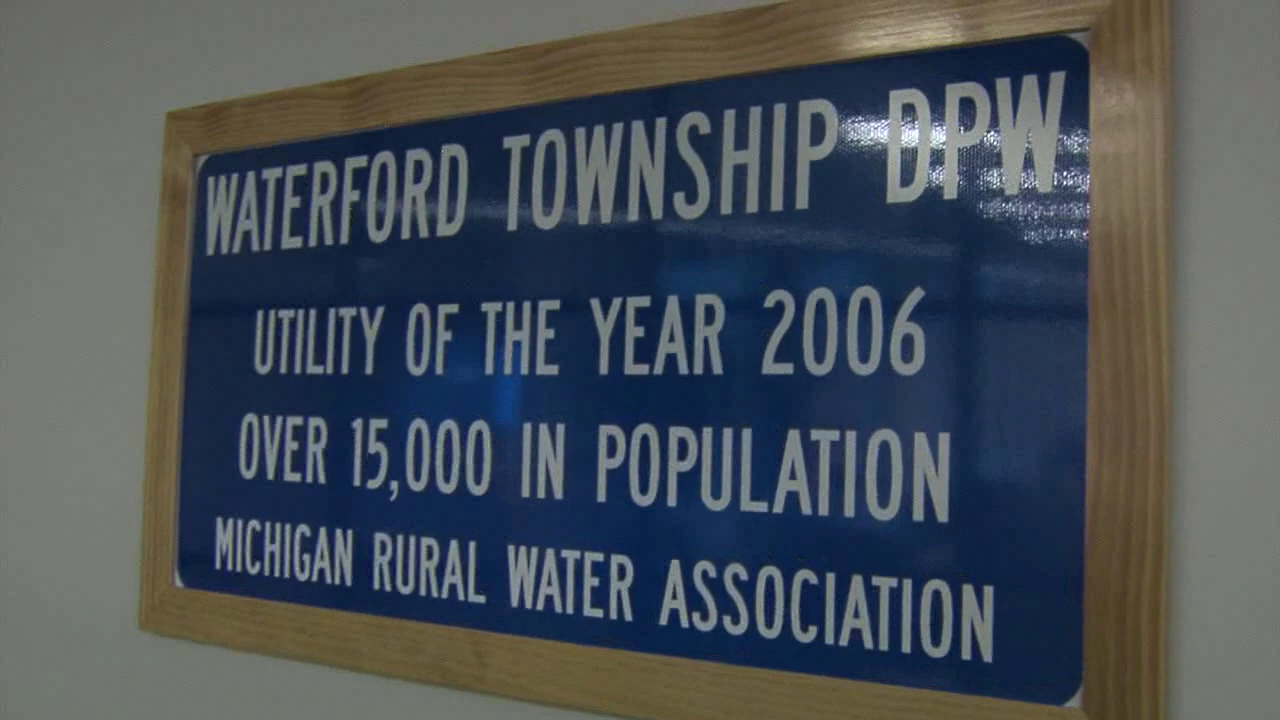 WATERFORD TOWNSHIP DPW
UTILITY OF THE YEAR 2006
OVER 15,000 IN POPULATION
MICHIGAN RURAL WATER ASSOCIATION